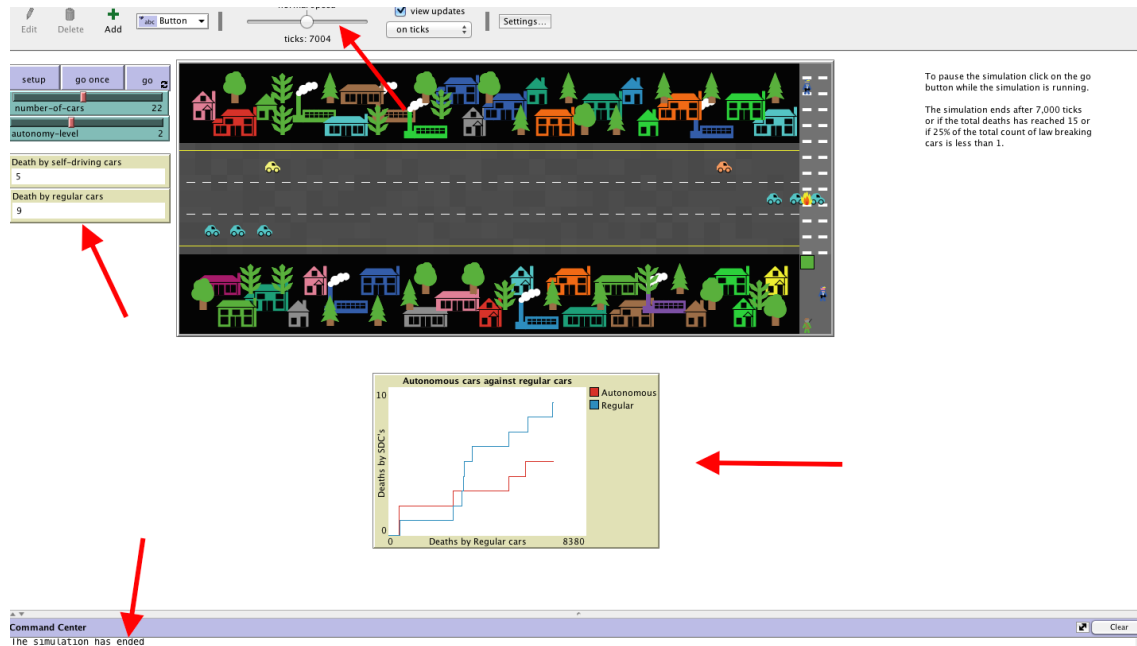 normal speed
view updates
Edit
Delete
Add
abc Button
ticks: 7004
on ticks
Settings...
setup
go once
go
number-of-cars
22
autonomy-level
2
Death by self-driving cars
5
Death by regular cars
9
To pause the simulation click on the go
button while the simulation is running.
The simulation ends after 7,000 ticks
or if the total deaths has reached 15 or
if 25% of the total count of law breaking
cars is less than 1.
Autonomous cars against regular cars
10
Deaths by SDC's
0
0
Deaths by Regular cars
8380
Autonomous
Regular
Command Center
Clear
The simulation has ended